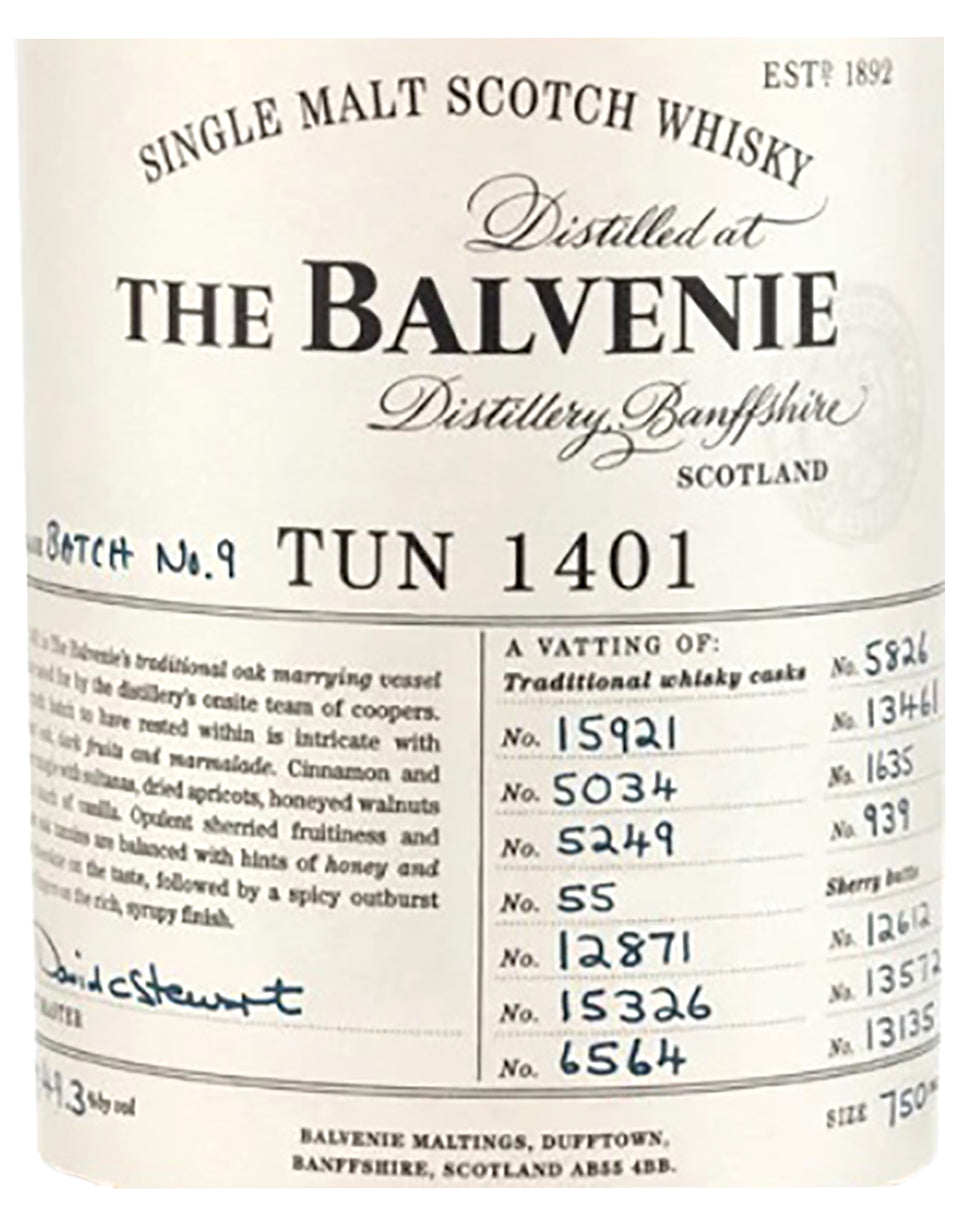 ESTD 1892
SINGLE MALT SCOTCH WHISKY
Distilled at
THE BALVENIE
Distillery, Banffshire
SCOTLAND
BATCH No.9 TUN 1401
The Balvenie's traditional oak marrying vessel
for by the distillery's onsite team of coopers.
batch to have rested within is intricate with
oak, dark fruits and marmalade. Cinnamon and
with sultanas, dried apricots, honeyed walnuts
of vanilla. Opulent sherried fruitiness and
are balanced with hints of honey and
on the taste, followed by a spicy outburst
the rich, syrupy finish.
David C Stewart
A VATTING OF:
Traditional whisky casks
No. 15921
No. 5034
No. 5249
No. 55
No. 12871
No. 15326
No. 6564
No. 5826
No. 13461
No. 1635
No. 939
Sherry butts
No. 12612
No. 13572
No. 13135
49.3 % by vol
SIZE 750
BALVENIE MALTINGS, DUFFTOWN,
BANFFSHIRE, SCOTLAND AB55 4BB.